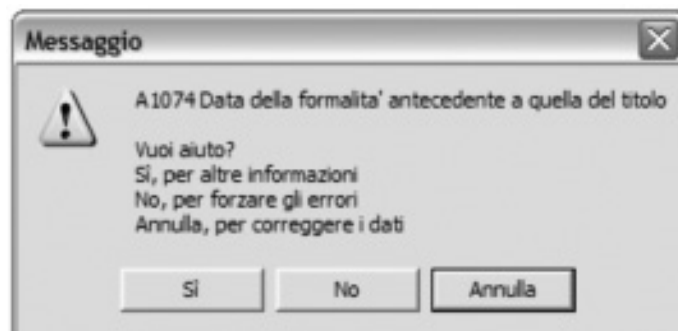 Messaggio
A1074 Data della formalita' antecedente a quella del titolo
Vuoi aiuto?
Sì, per altre informazioni
No, per forzare gli errori
Annulla, per correggere i dati
Sì No Annulla